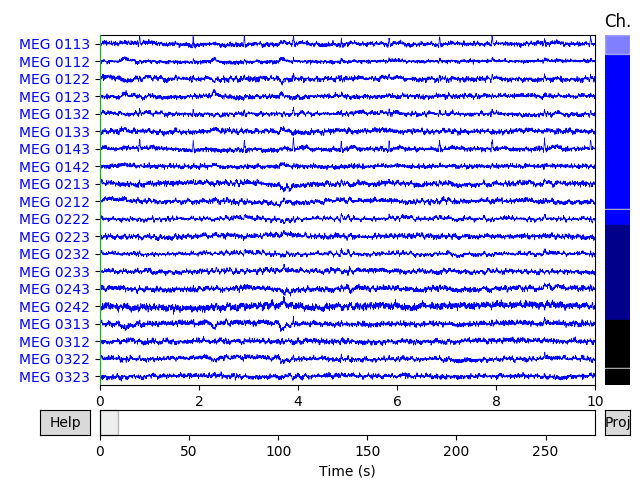 Ch.
MEG 0113
MEG 0112
MEG 0122
MEG 0123
MEG 0132
MEG 0133
MEG 0143
MEG 0142
MEG 0213
MEG 0212
MEG 0222
MEG 0223
MEG 0232
MEG 0233
MEG 0243
MEG 0242
MEG 0313
MEG 0312
MEG 0322
MEG 0323
0 2 4 6 8 10
Help Proj
0 50 100 150 200 250
Time (s)